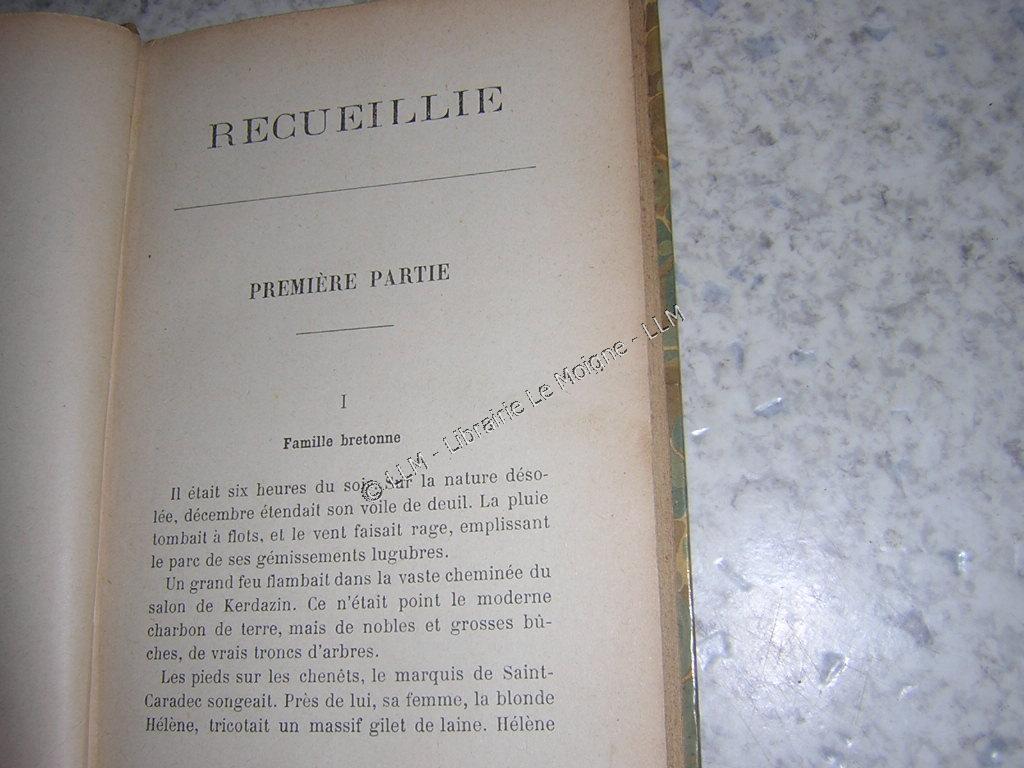 RECUEILLIE
PREMIÈRE PARTIE
I
Famille bretonne
Il était six heures du soir. Sur la nature déso-
lée, décembre étendait son voile de deuil. La pluie
tombait à flots, et le vent faisait rage, emplissant
le parc de ses gémissements lugubres.
Un grand feu flambait dans la vaste cheminée du
salon de Kerdazin. Ce n'était point le moderne
charbon de terre, mais de nobles et grosses bû-
ches, de vrais troncs d'arbres.
Les pieds sur les chenêts, le marquis de Saint-
Caradec songeait. Près de lui, sa femme, la blonde
Hélène, tricotait un massif gilet de laine. Hélène
© LLM - Librairie Le Moigne - LLM